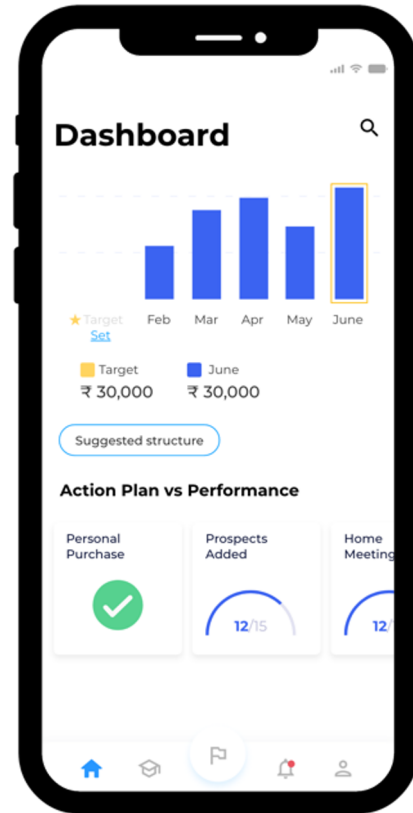 Dashboard
★ Target
Set
Feb Mar Apr May June
Target
₹ 30,000
June
₹ 30,000
Suggested structure
Action Plan vs Performance
Personal
Purchase
Prospects
Added
12/15
Home
Meeting
12/